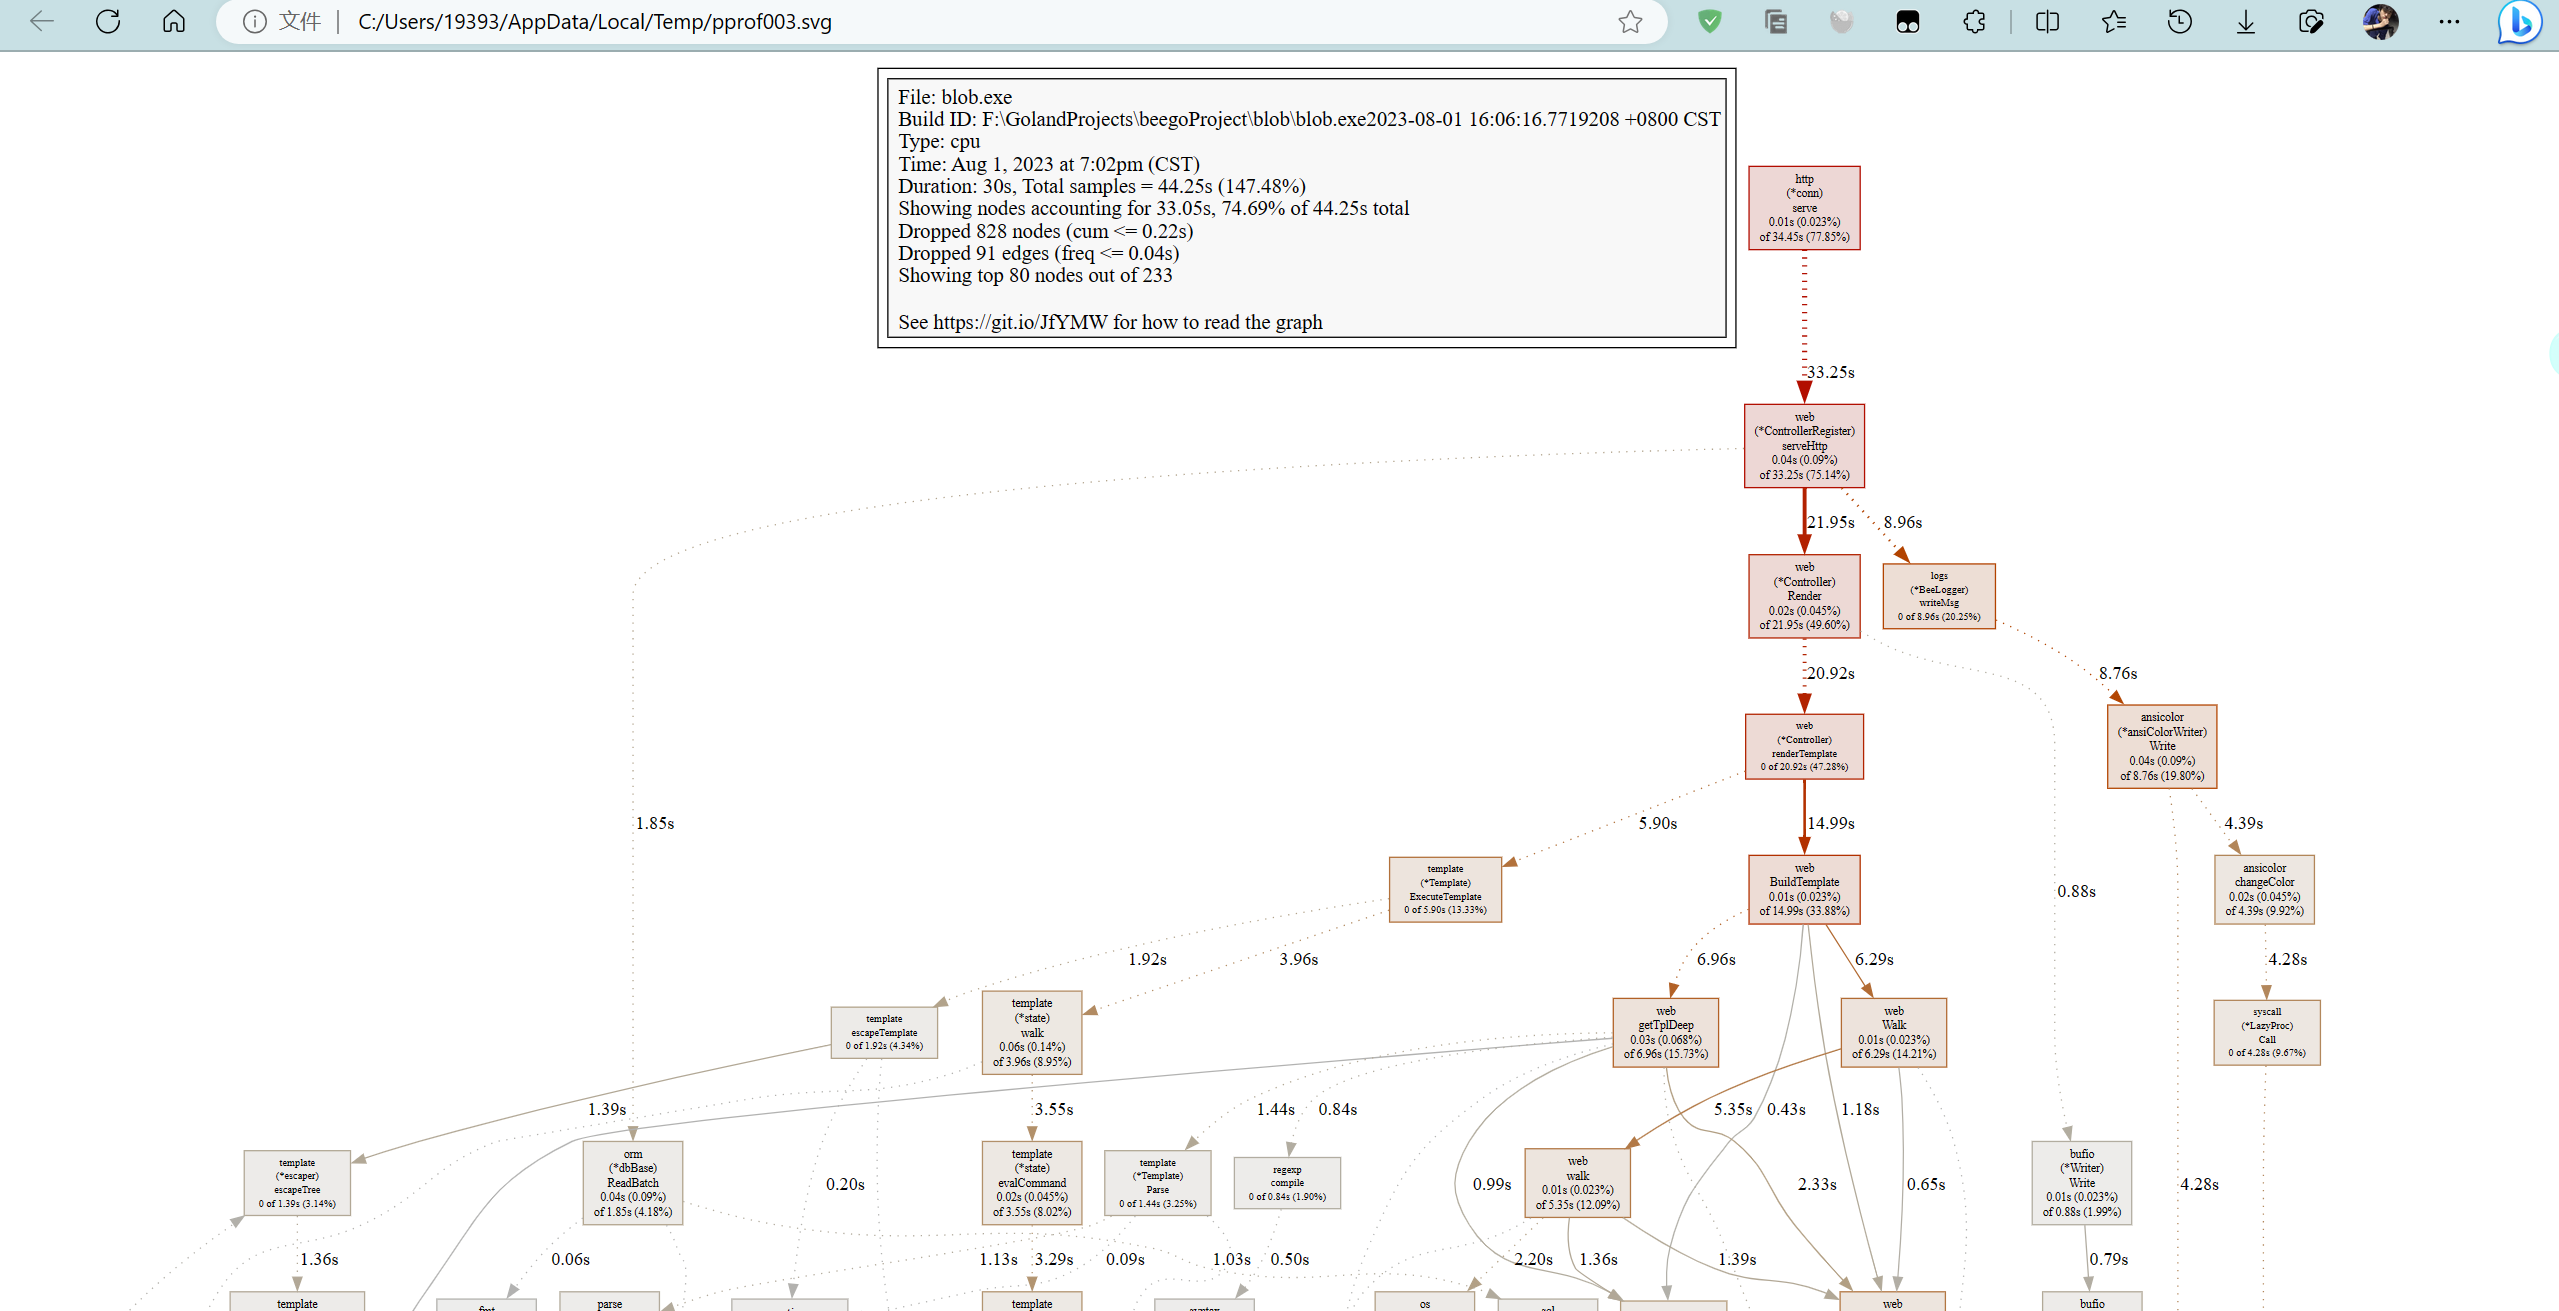 文件
C:/Users/19393/AppData/Local/Temp/pprof003.svg
File: blob.exe
Build ID: F:\GolandProjects\beegoProject\blob\blob.exe2023-08-01 16:06:16.7719208 +0800 CST
Type: cpu
Time: Aug 1, 2023 at 7:02pm (CST)
Duration: 30s, Total samples = 44.25s (147.48%)
Showing nodes accounting for 33.05s, 74.69% of 44.25s total
Dropped 828 nodes (cum <= 0.22s)
Dropped 91 edges (freq <= 0.04s)
Showing top 80 nodes out of 233
See https://git.io/JfYMW for how to read the graph
http
(*conn)
serve
0.01s (0.023%)
of 34.45s (77.85%)
33.25s
web
(*ControllerRegister)
serveHttp
0.04s (0.09%)
of 33.25s (75.14%)
21.95s
8.96s
web
(*Controller)
Render
0.02s (0.045%)
of 21.95s (49.60%)
logs
(*BeeLogger)
writeMsg
0 of 8.96s (20.25%)
20.92s
8.76s
web
(*Controller)
renderTemplate
0 of 20.92s (47.28%)
ansicolor
(*ansiColorWriter)
Write
0.04s (0.09%)
of 8.76s (19.80%)
1.85s
5.90s
14.99s
4.39s
template
(*Template)
ExecuteTemplate
0 of 5.90s (13.33%)
web
BuildTemplate
0.01s (0.023%)
of 14.99s (33.88%)
0.88s
ansicolor
changeColor
0.02s (0.045%)
of 4.39s (9.92%)
1.92s
3.96s
6.96s
6.29s
4.28s
template
escapeTemplate
0 of 1.92s (4.34%)
template
(*state)
walk
0.06s (0.14%)
of 3.96s (8.95%)
web
getTplDeep
0.03s (0.068%)
of 6.96s (15.73%)
web
Walk
0.01s (0.023%)
of 6.29s (14.21%)
syscall
(*LazyProc)
Call
0 of 4.28s (9.67%)
1.39s
3.55s
1.44s
0.84s
5.35s
0.43s
1.18s
template
(*escaper)
escapeTree
0 of 1.39s (3.14%)
orm
(*dbBase)
ReadBatch
0.04s (0.09%)
of 1.85s (4.18%)
0.20s
template
(*state)
evalCommand
0.02s (0.045%)
of 3.55s (8.02%)
template
(*Template)
Parse
0 of 1.44s (3.25%)
regexp
compile
0 of 0.84s (1.90%)
0.99s
web
walk
0.01s (0.023%)
of 5.35s (12.09%)
2.33s
0.65s
bufio
(*Writer)
Write
0.01s (0.023%)
of 0.88s (1.99%)
4.28s
1.36s
0.06s
1.13s
3.29s
0.09s
1.03s
0.50s
2.20s
1.36s
1.39s
0.79s
template
fmt
parse
template
os
web
bufio